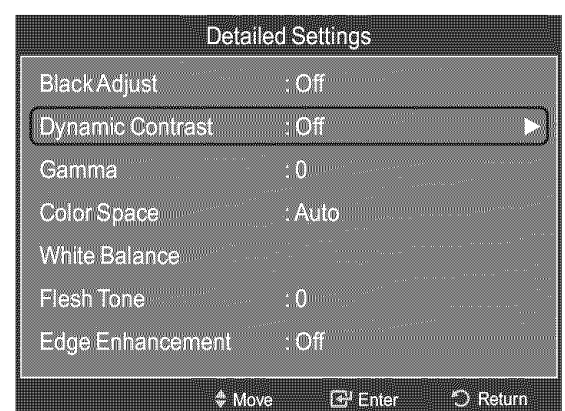 Detailed Settings
Black Adjust : Off
Dynamic Contrast : Off
Gamma : 0
Color Space : Auto
White Balance
Flesh Tone : 0
Edge Enhancement : Off
Move Enter Return